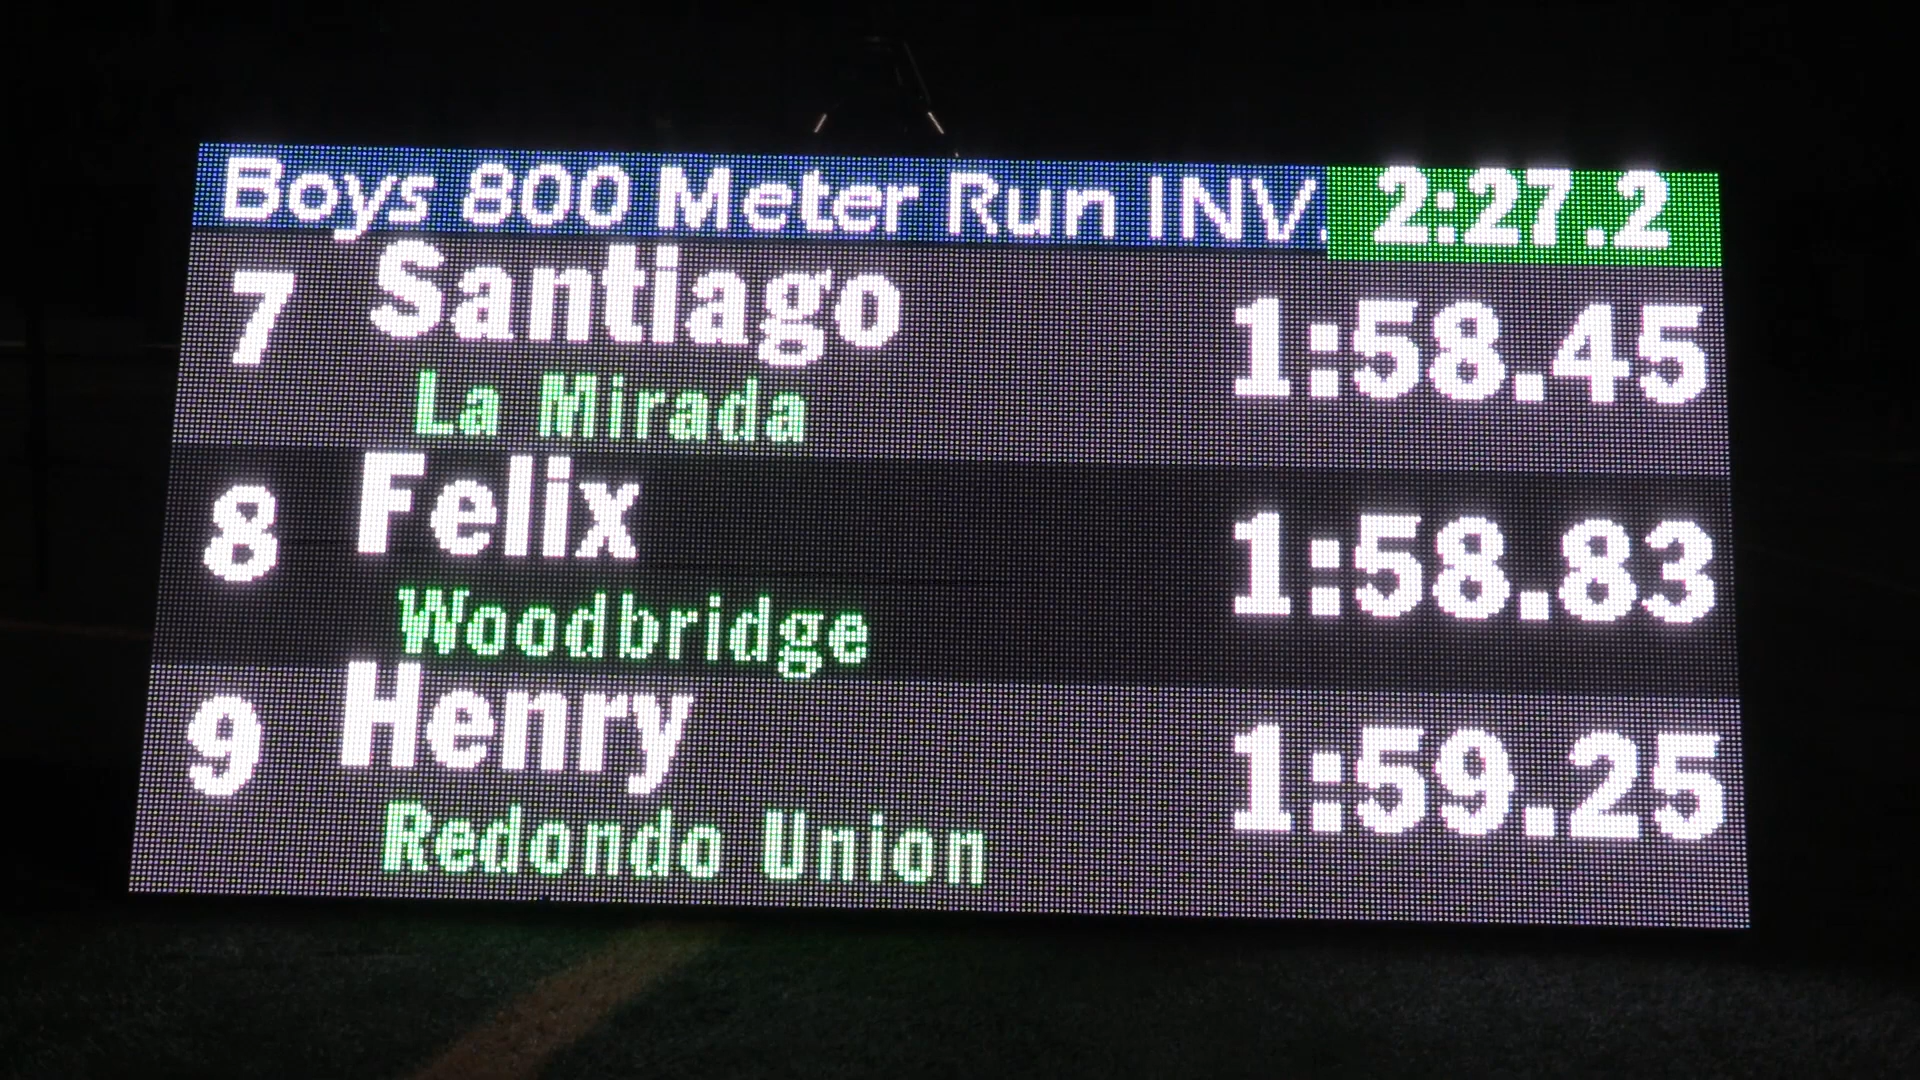 Boys 800 Meter Run INV. 2:27.2
7 Santiago 1:58.45
La Mirada
8 Felix 1:58.83
Woodbridge
9 Henry 1:59.25
Redondo Union